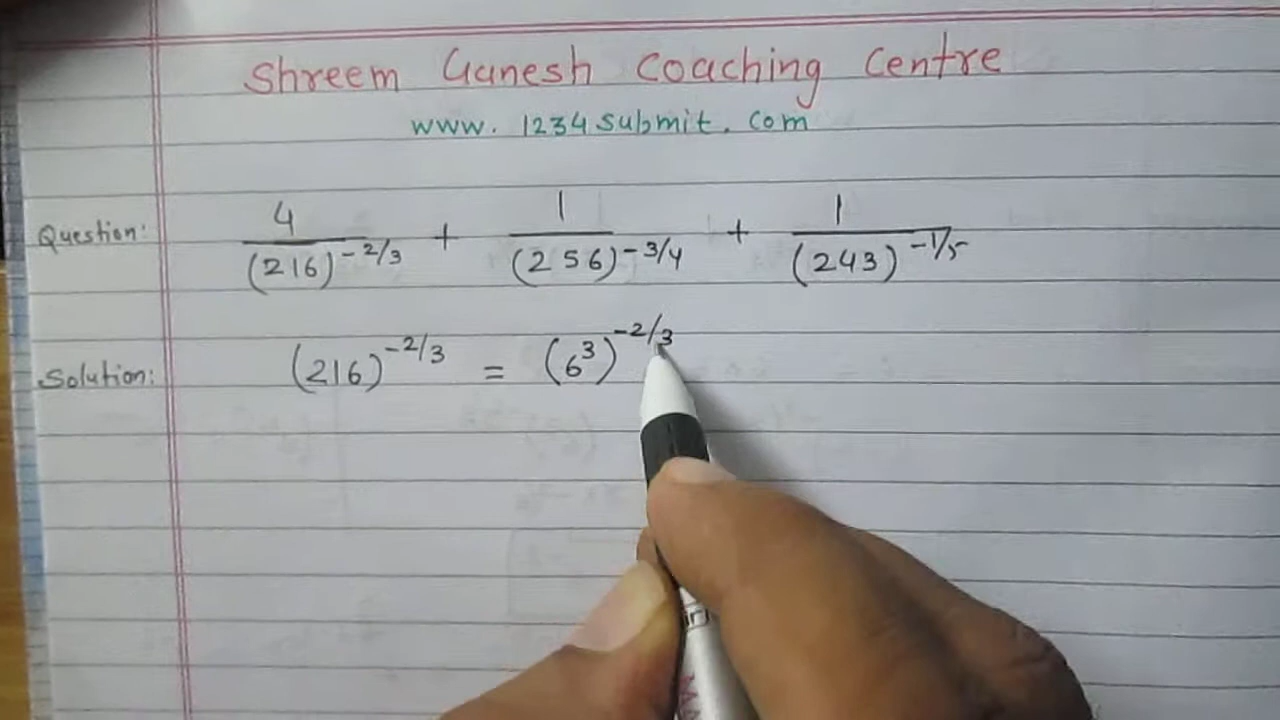 Shreem Ganesh Coaching Centre
www.1234submit.com
Question: 4/(216)^-2/3 + 1/(256)^-3/4 + 1/(243)^-1/5
Solution: (216)^-2/3 = (6^3)^-2/3